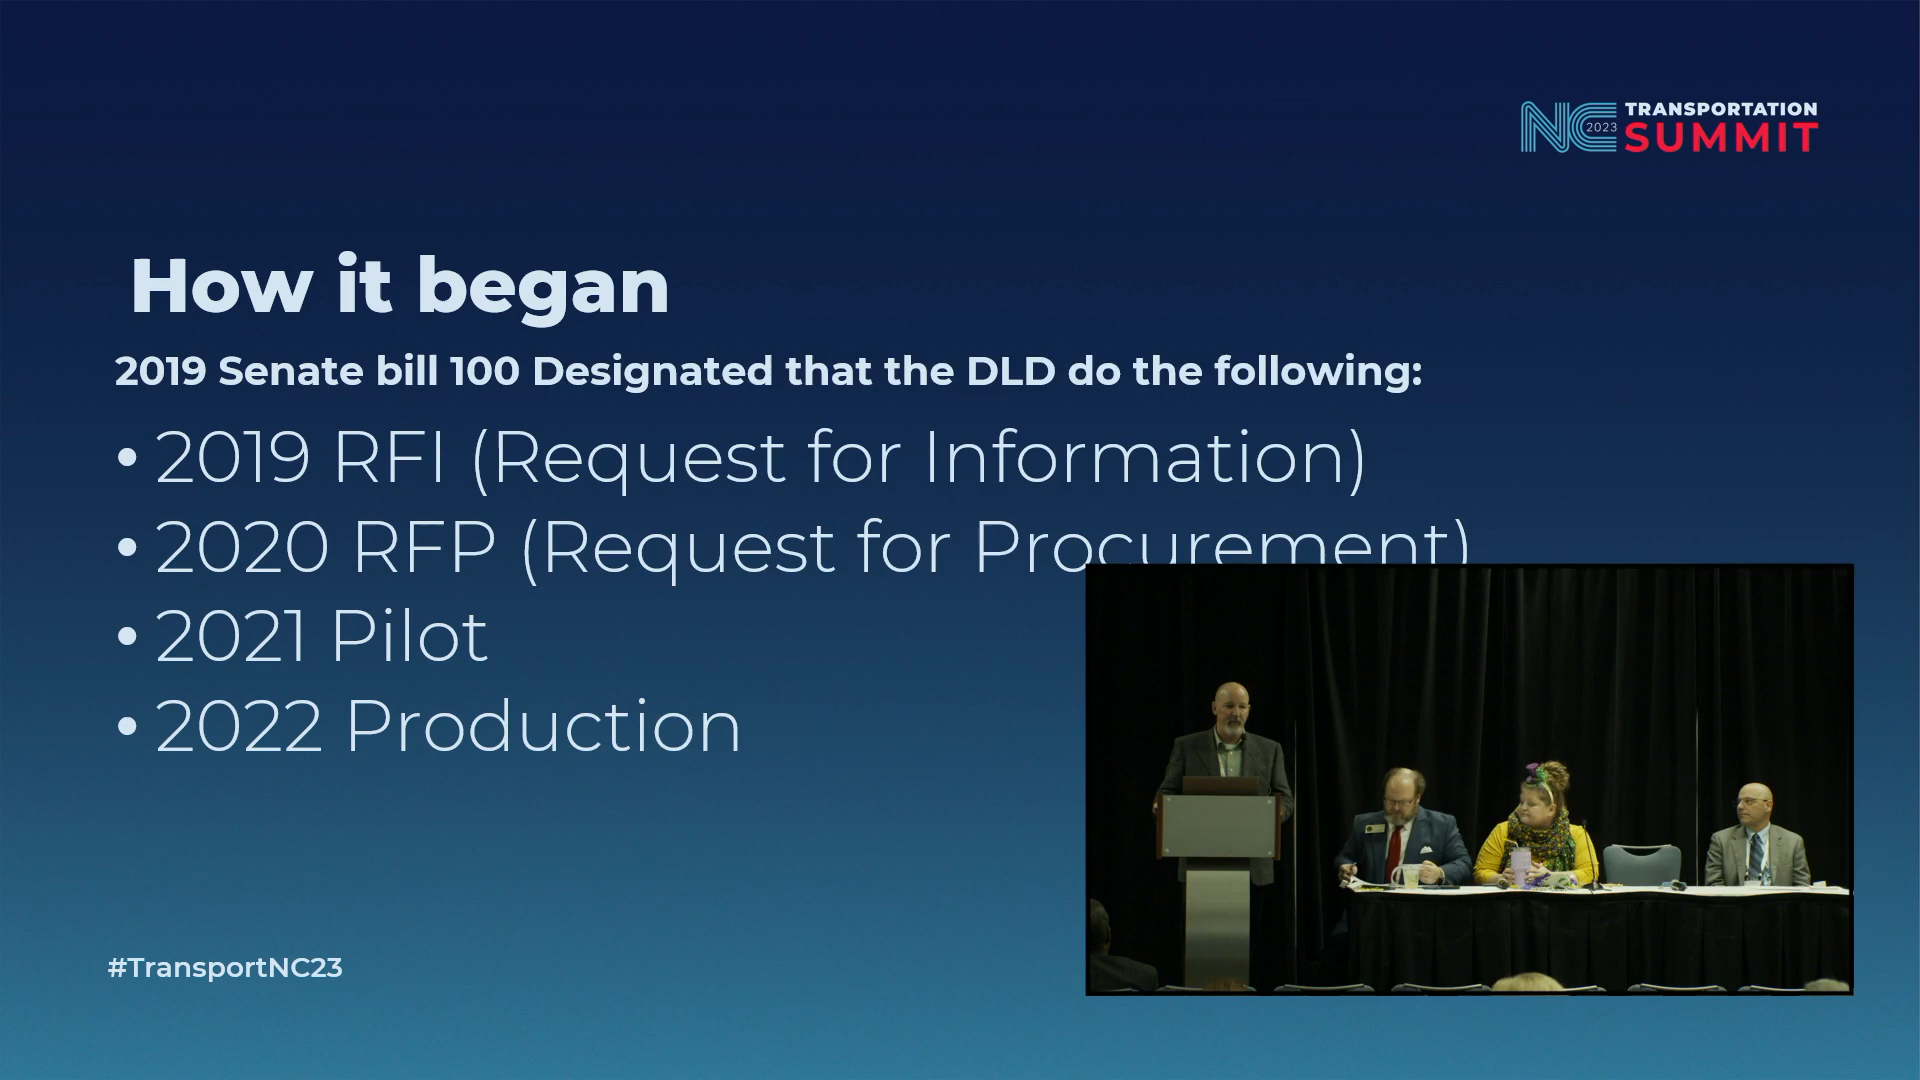 TRANSPORTATION
NC 2023 SUMMIT
How it began
2019 Senate bill 100 Designated that the DLD do the following:
• 2019 RFI (Request for Information)
• 2020 RFP (Request for Procurement)
• 2021 Pilot
• 2022 Production
#TransportNC23